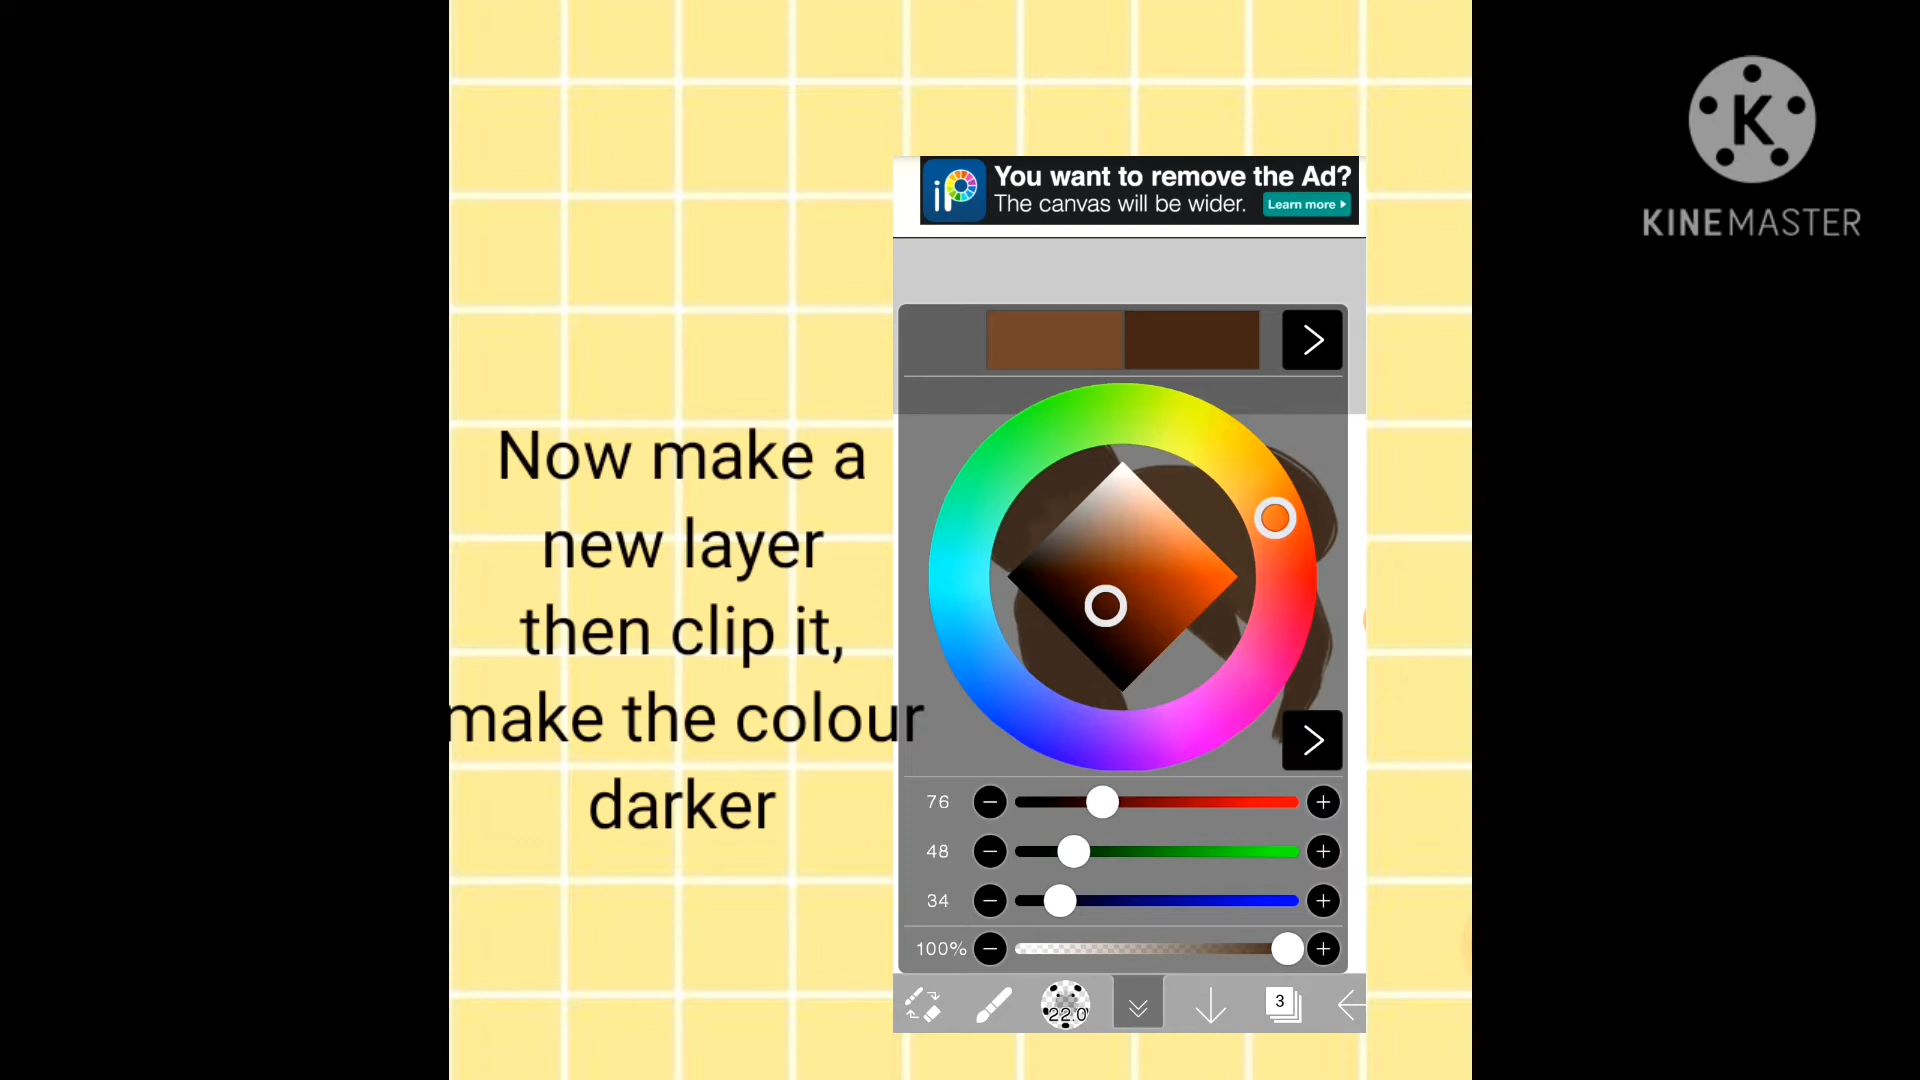 You want to remove the Ad?
iP
The canvas will be wider.
Learn more
K
KINEMASTER
Now make a
new layer
then clip it,
make the colour
darker
76
48
34
100%
22.0
3